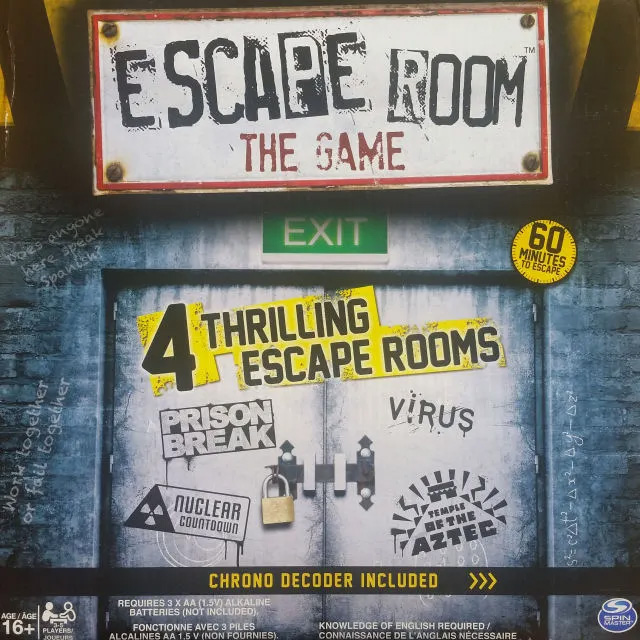 ESCAPE ROOM™
THE GAME
EXIT
60
MINUTES
TO ESCAPE
Does anyone
here speak
Spanish?
4 THRILLING
ESCAPE ROOMS
PRISON
BREAK
VIRUS
Work together
or fall together
NUCLEAR
COUNTDOWN
TEMPLE
OF THE
AZTEC
CHRONO DECODER INCLUDED >>>
AGE / ÂGE
16+
3-5
PLAYERS/
JOUEURS
REQUIRES 3 X AA (1.5V) ALKALINE
BATTERIES (NOT INCLUDED).
FONCTIONNE AVEC 3 PILES
ALCALINES AA 1.5 V (NON FOURNIES).
KNOWLEDGE OF ENGLISH REQUIRED /
CONNAISSANCE DE L'ANGLAIS NÉCESSAIRE
SPIN
MASTER